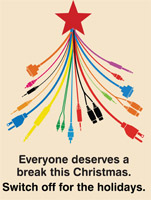 Everyone deserves a
break this Christmas.
Switch off for the holidays.